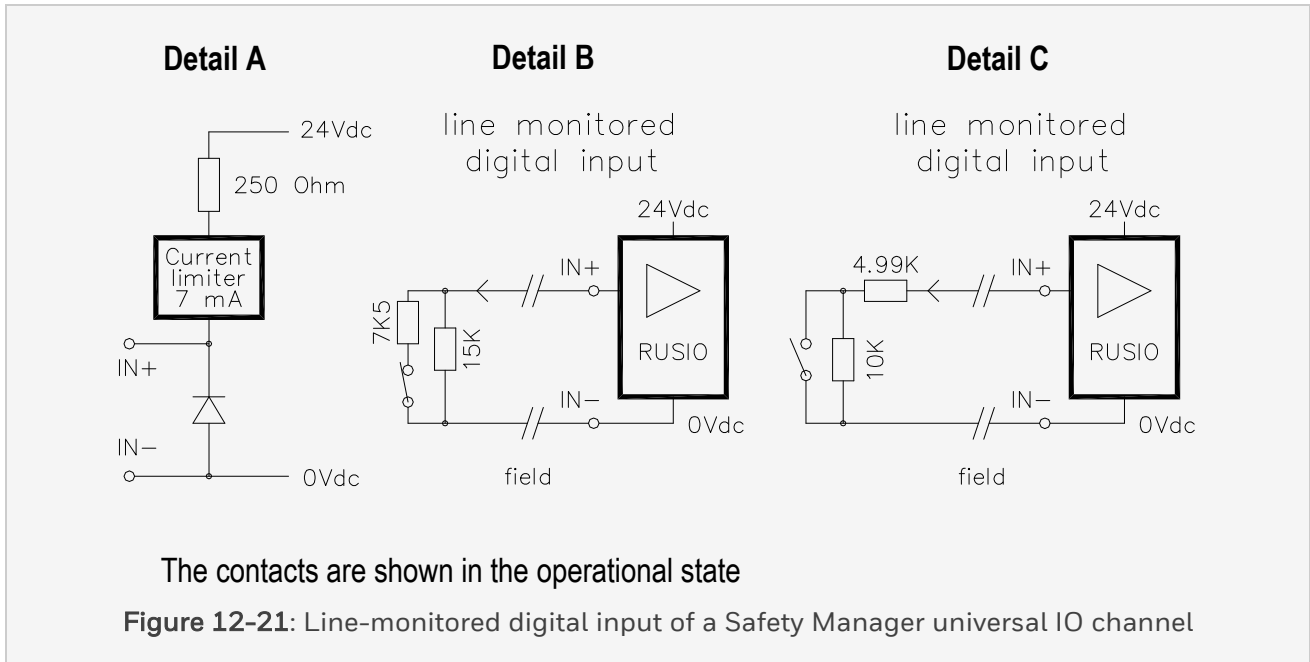 Detail A
Detail B
Detail C
24Vdc
250 Ohm
Current
limiter
7 mA
IN+
IN−
0Vdc
line monitored
digital input
24Vdc
IN+
7K5
15K
RUSIO
IN−
0Vdc
field
line monitored
digital input
24Vdc
4.99K
IN+
10K
RUSIO
IN−
0Vdc
field
The contacts are shown in the operational state
Figure 12-21: Line-monitored digital input of a Safety Manager universal IO channel